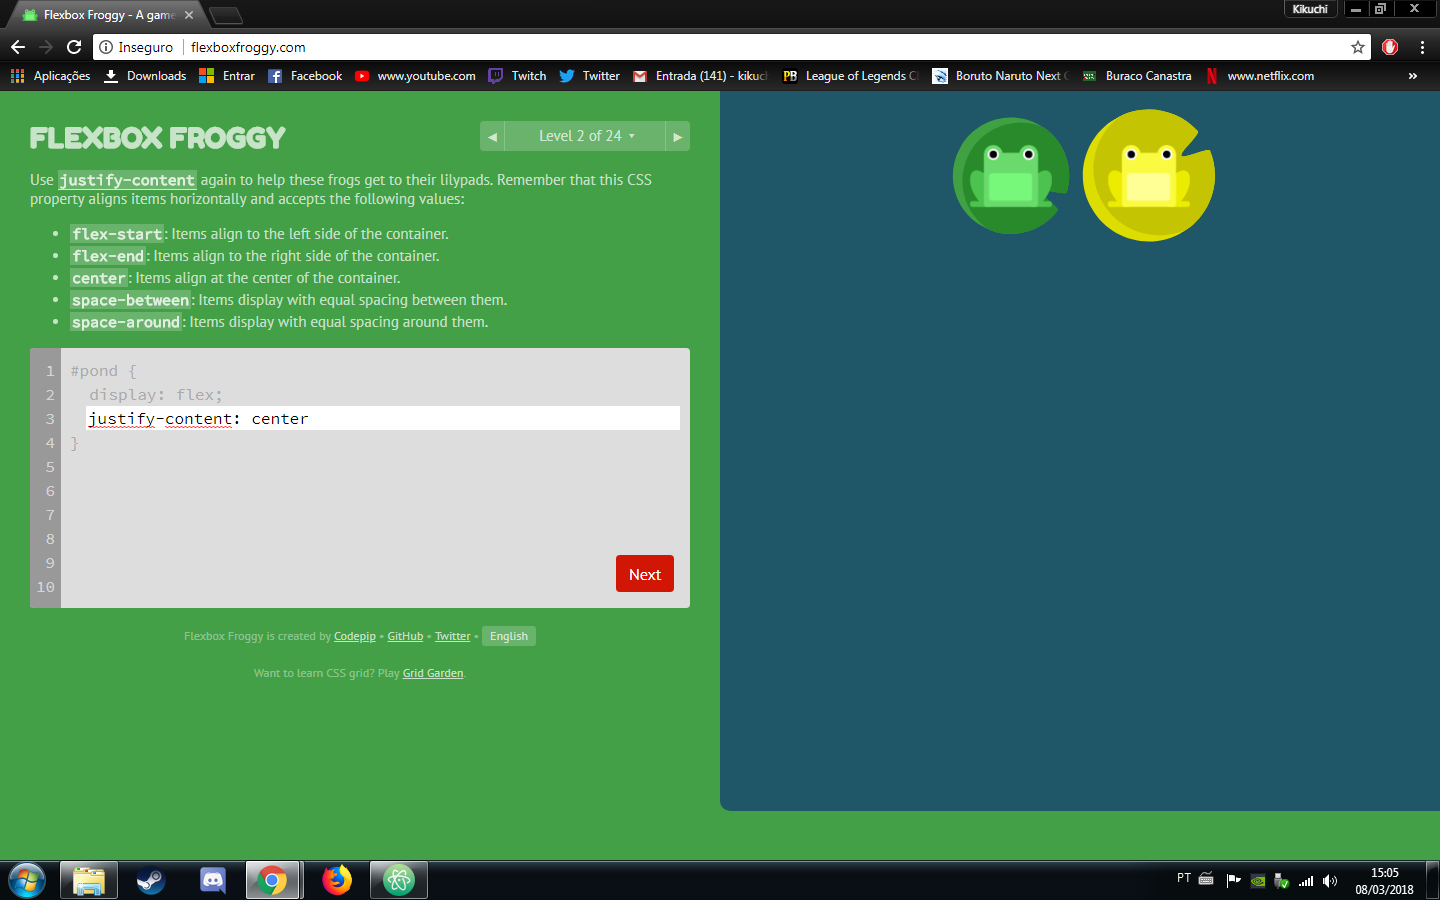 Flexbox Froggy - A game
Kikuchi
Inseguro flexboxfroggy.com
Aplicações Downloads Entrar Facebook www.youtube.com Twitch Twitter Entrada (141) - kikuc League of Legends C Boruto Naruto Next Buraco Canastra www.netflix.com »
FLEXBOX FROGGY
◀ Level 2 of 24 ▾ ▶
Use justify-content again to help these frogs get to their lilypads. Remember that this CSS
property aligns items horizontally and accepts the following values:
• flex-start: Items align to the left side of the container.
• flex-end: Items align to the right side of the container.
• center: Items align at the center of the container.
• space-between: Items display with equal spacing between them.
• space-around: Items display with equal spacing around them.
1 #pond {
2 display: flex;
3 justify-content: center
4 }
5
6
7
8
9
10
Next
Flexbox Froggy is created by Codepip • GitHub • Twitter • English
Want to learn CSS grid? Play Grid Garden.
PT
15:05
08/03/2018